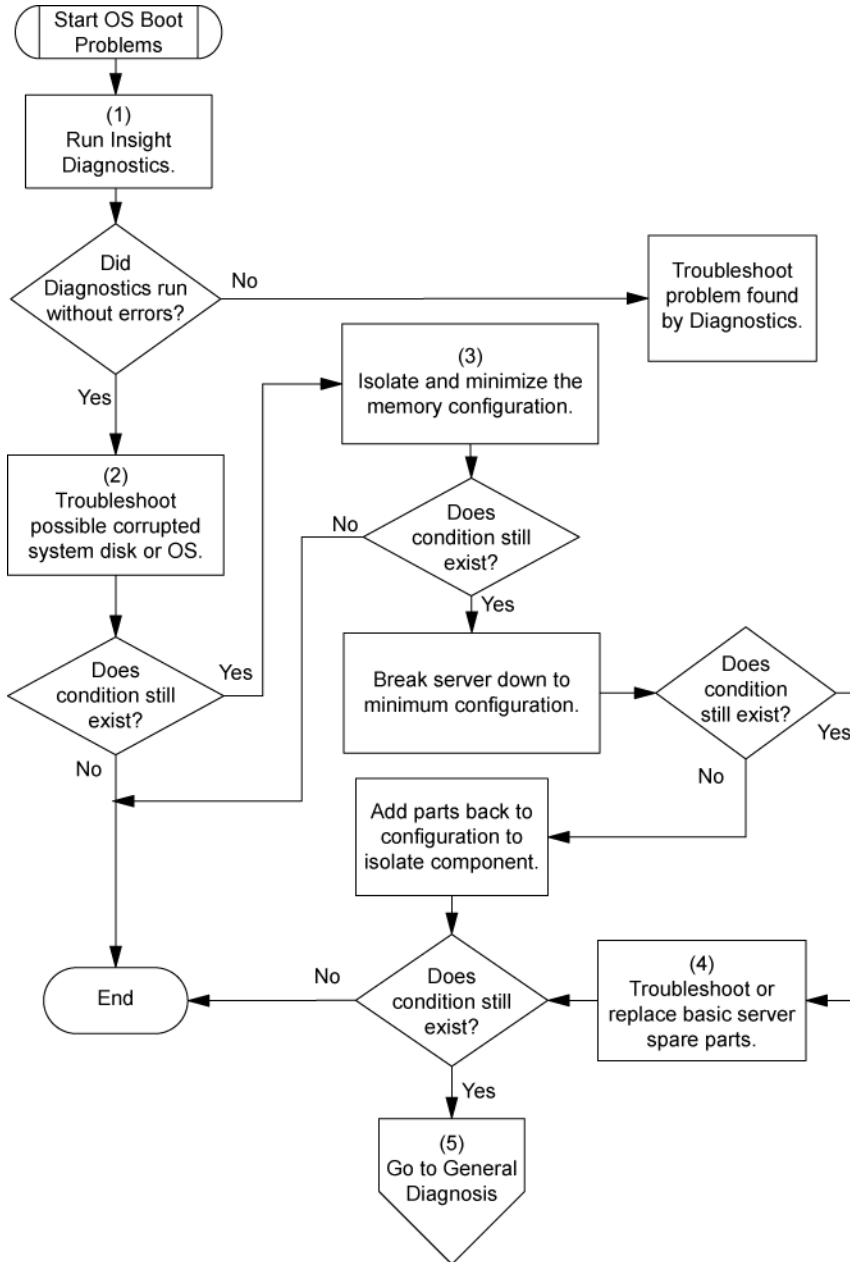 Start OS Boot
Problems
(1)
Run Insight
Diagnostics.
Did
Diagnostics run
without errors?
No
Troubleshoot
problem found
by Diagnostics.
Yes
(2)
Troubleshoot
possible corrupted
system disk or OS.
Does
condition still
exist?
Yes
No
(3)
Isolate and minimize the
memory configuration.
Does
condition still
exist?
No
Yes
Break server down to
minimum configuration.
Does
condition
still exist?
Yes
No
Add parts back to
configuration to
isolate component.
(4)
Troubleshoot or
replace basic server
spare parts.
Does
condition still
exist?
No
End
Yes
(5)
Go to General
Diagnosis